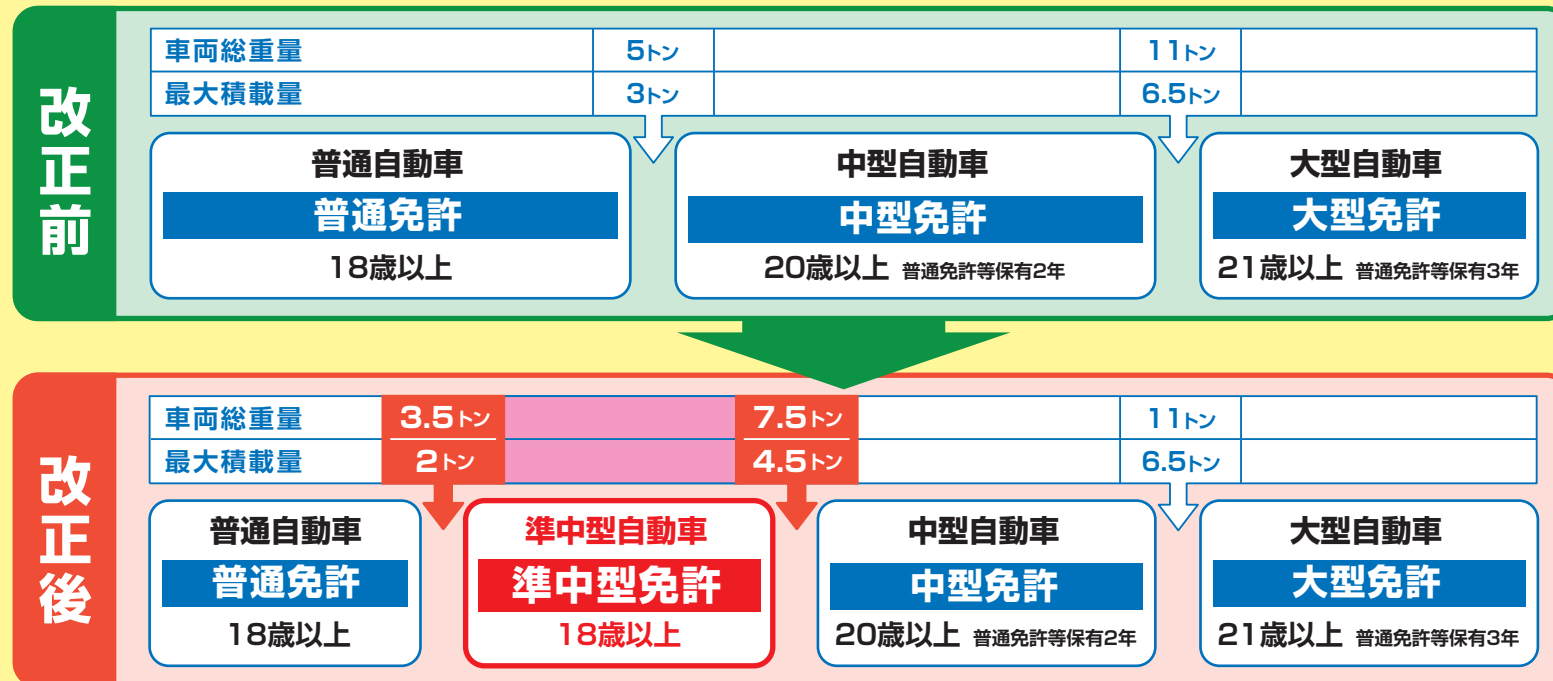 改正前
車両総重量 5トン 11トン
最大積載量 3トン 6.5トン
普通自動車 中型自動車 大型自動車
普通免許 中型免許 大型免許
18歳以上 20歳以上 普通免許等保有2年 21歳以上 普通免許等保有3年
改正後
車両総重量 3.5トン 7.5トン 11トン
最大積載量 2トン 4.5トン 6.5トン
普通自動車 準中型自動車 中型自動車 大型自動車
普通免許 準中型免許 中型免許 大型免許
18歳以上 18歳以上 20歳以上 普通免許等保有2年 21歳以上 普通免許等保有3年